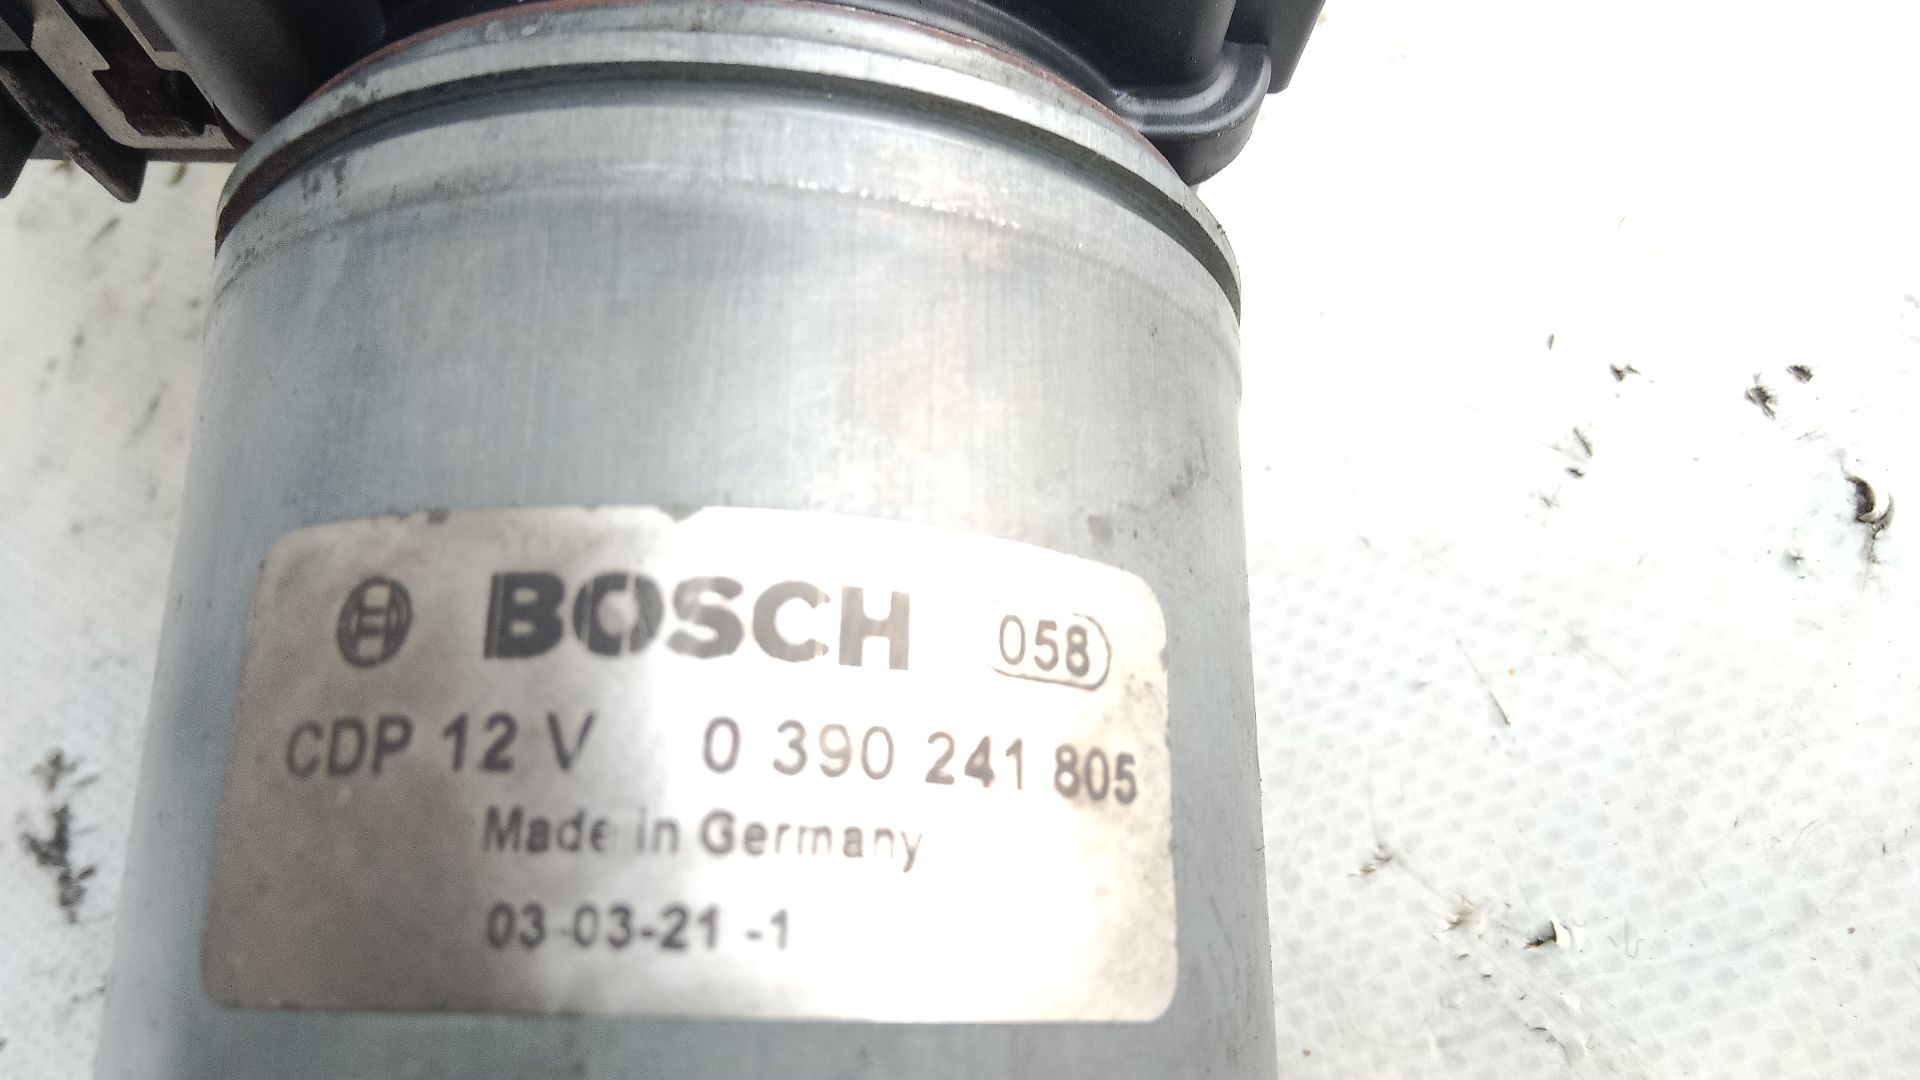 BOSCH 058
CDP 12 V 0 390 241 805
Made in Germany
03-03-21 -1